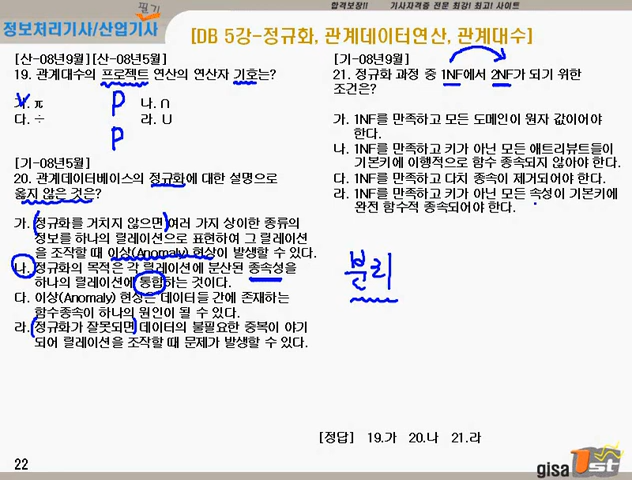 합격보장!! 기사자격증 전문 최강! 최고! 사이트
필기
정보처리기사/산업기사
[DB 5강-정규화, 관계데이터연산, 관계대수]
[산-08년9월][산-08년5월]
19. 관계대수의 프로젝트 연산의 연산자 기호는?
가. π 나. ∩
다. ÷ 라. ∪
P
P
[기-08년5월]
20. 관계데이터베이스의 정규화에 대한 설명으로
옳지 않은 것은?
가. 정규화를 거치지 않으면 여러 가지 상이한 종류의
정보를 하나의 릴레이션으로 표현하여 그 릴레이션
을 조작할 때 이상(Anomaly) 현상이 발생할 수 있다.
나. 정규화의 목적은 각 릴레이션에 분산된 종속성을
하나의 릴레이션에 통합하는 것이다.
다. 이상(Anomaly) 현상은 데이터들 간에 존재하는
함수종속이 하나의 원인이 될 수 있다.
라. 정규화가 잘못되면 데이터의 불필요한 중복이 야기
되어 릴레이션을 조작할 때 문제가 발생할 수 있다.
[기-08년9월]
21. 정규화 과정 중 1NF에서 2NF가 되기 위한
조건은?
가. 1NF를 만족하고 모든 도메인이 원자 값이어야
한다.
나. 1NF를 만족하고 키가 아닌 모든 애트리뷰트들이
기본키에 이행적으로 함수 종속되지 않아야 한다.
다. 1NF를 만족하고 다치 종속이 제거되어야 한다.
라. 1NF를 만족하고 키가 아닌 모든 속성이 기본키에
완전 함수적 종속되어야 한다.
분리
[정답] 19.가 20.나 21.라
22
gisa 1st